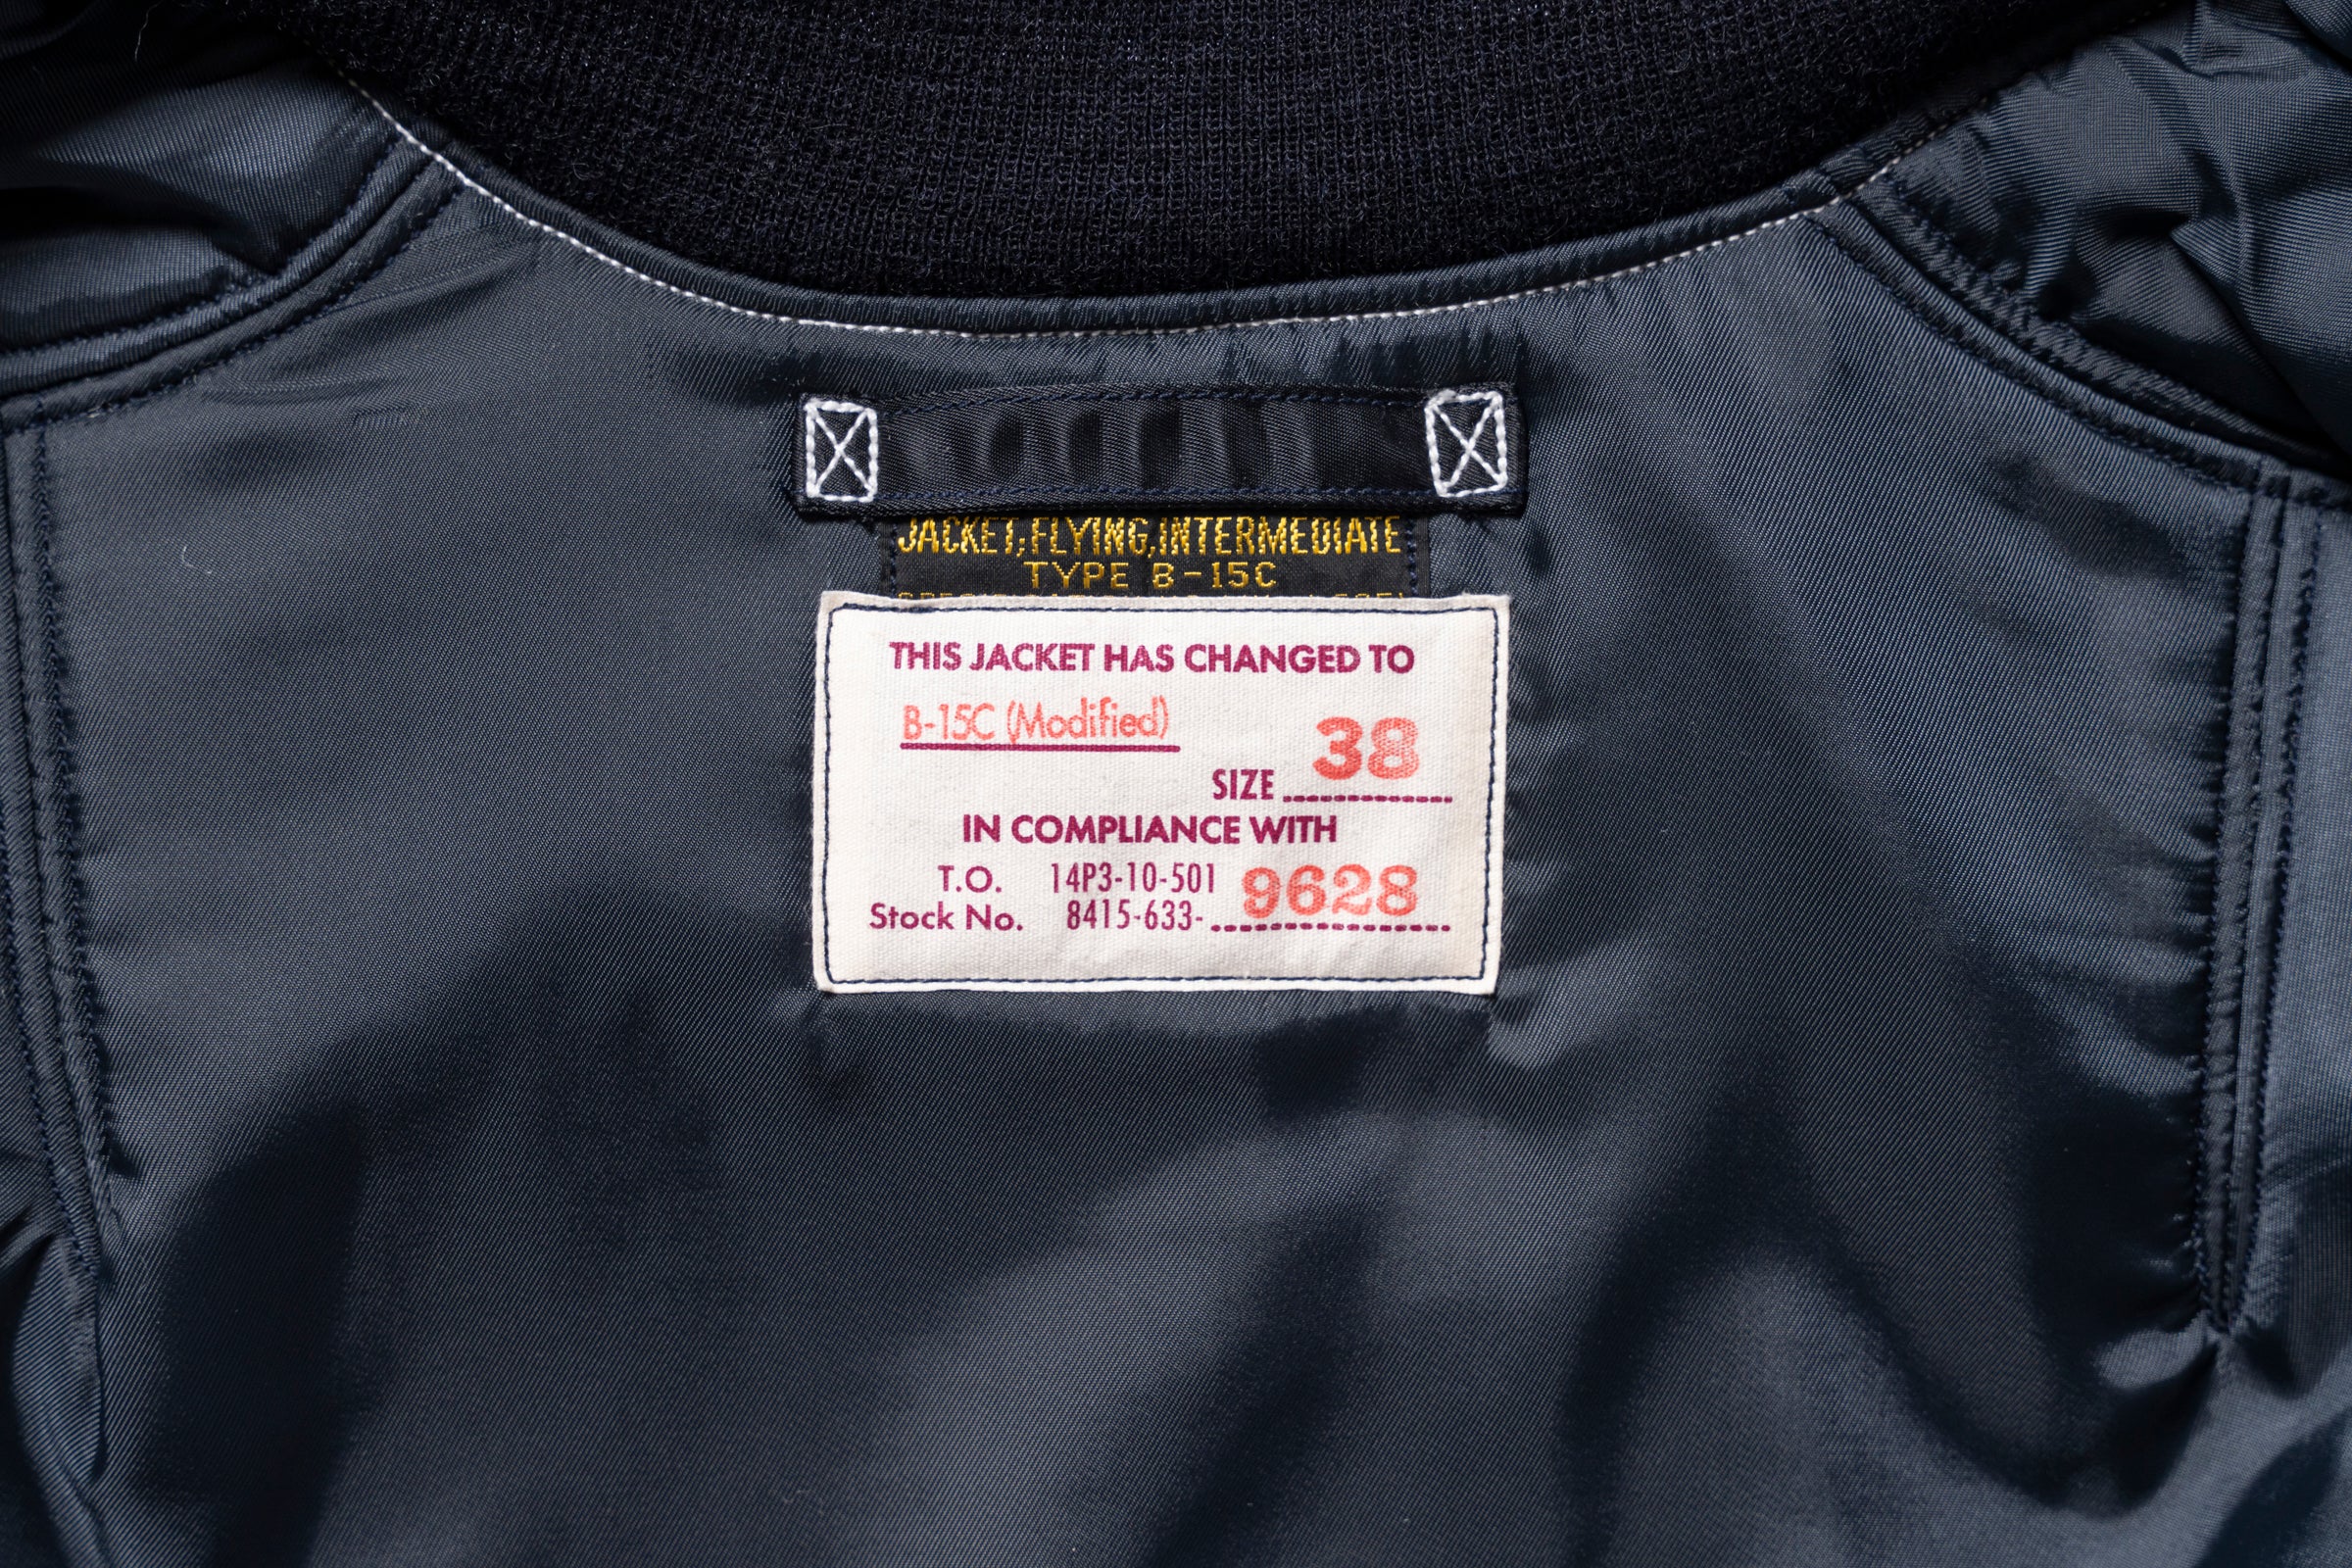 JACKET, FLYING, INTERMEDIATE
TYPE B-15C
THIS JACKET HAS CHANGED TO
B-15C (Modified)
SIZE 38
IN COMPLIANCE WITH
T.O. 14P3-10-501
Stock No. 8415-633-9628